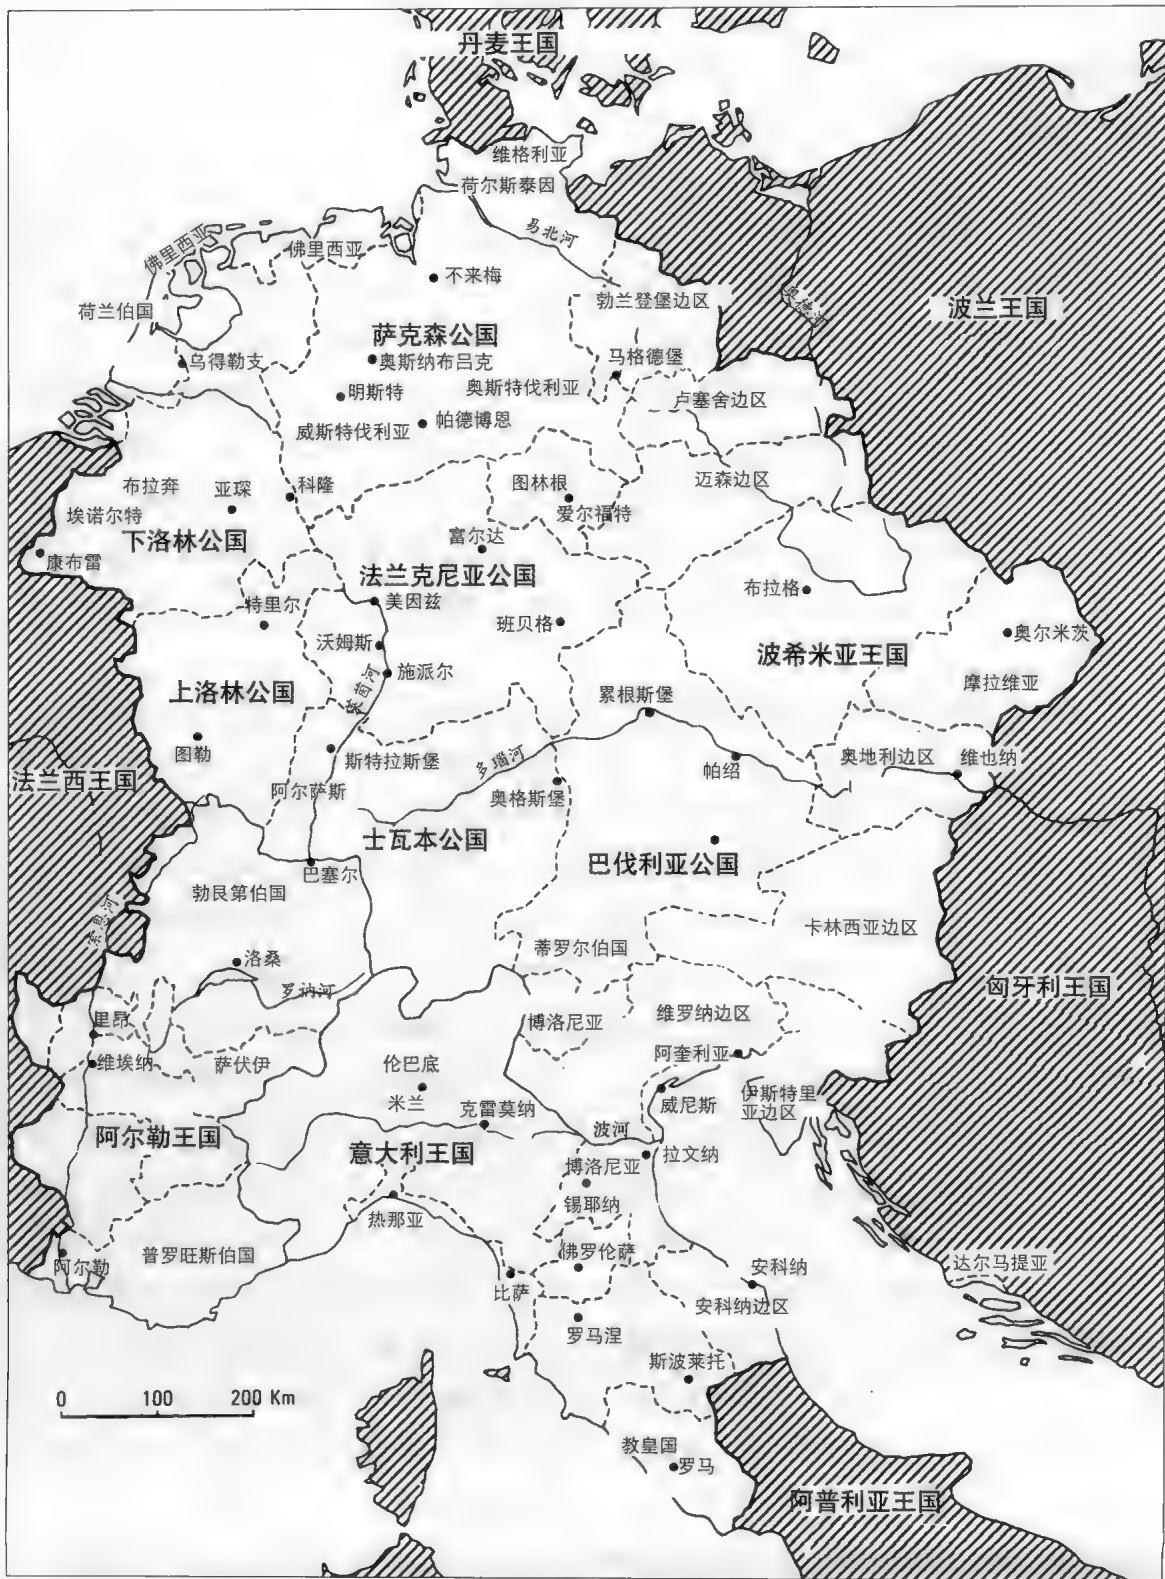 丹麦王国
维格利亚
荷尔斯泰因
易北河
佛里西亚
佛里西亚
不来梅
荷兰伯国
勃兰登堡边区
奥德河
波兰王国
萨克森公国
乌得勒支
奥斯纳布吕克
马格德堡
明斯特
奥斯特伐利亚
卢塞舍边区
帕德博恩
威斯特伐利亚
布拉奔
亚琛
科隆
图林根
迈森边区
埃诺尔特
爱尔福特
下洛林公国
富尔达
康布雷
法兰克尼亚公国
布拉格
特里尔
美因兹
班贝格
奥尔米茨
沃姆斯
波希米亚王国
施派尔
摩拉维亚
上洛林公国
莱茵河
累根斯堡
图勒
斯特拉斯堡
多瑙河
帕绍
奥地利边区
维也纳
法兰西王国
阿尔萨斯
奥格斯堡
士瓦本公国
巴伐利亚公国
巴塞尔
勃艮第伯国
索恩河
卡林西亚边区
洛桑
蒂罗尔伯国
罗讷河
匈牙利王国
里昂
博洛尼亚
维罗纳边区
维埃纳
萨伏伊
伦巴底
阿奎利亚
米兰
克雷莫纳
威尼斯
伊斯特里
亚边区
阿尔勒王国
意大利王国
波河
拉文纳
博洛尼亚
锡耶纳
热那亚
阿尔勒
普罗旺斯伯国
佛罗伦萨
安科纳
达尔马提亚
比萨
安科纳边区
罗马涅
斯波莱托
0 100 200 Km
教皇国
罗马
阿普利亚王国